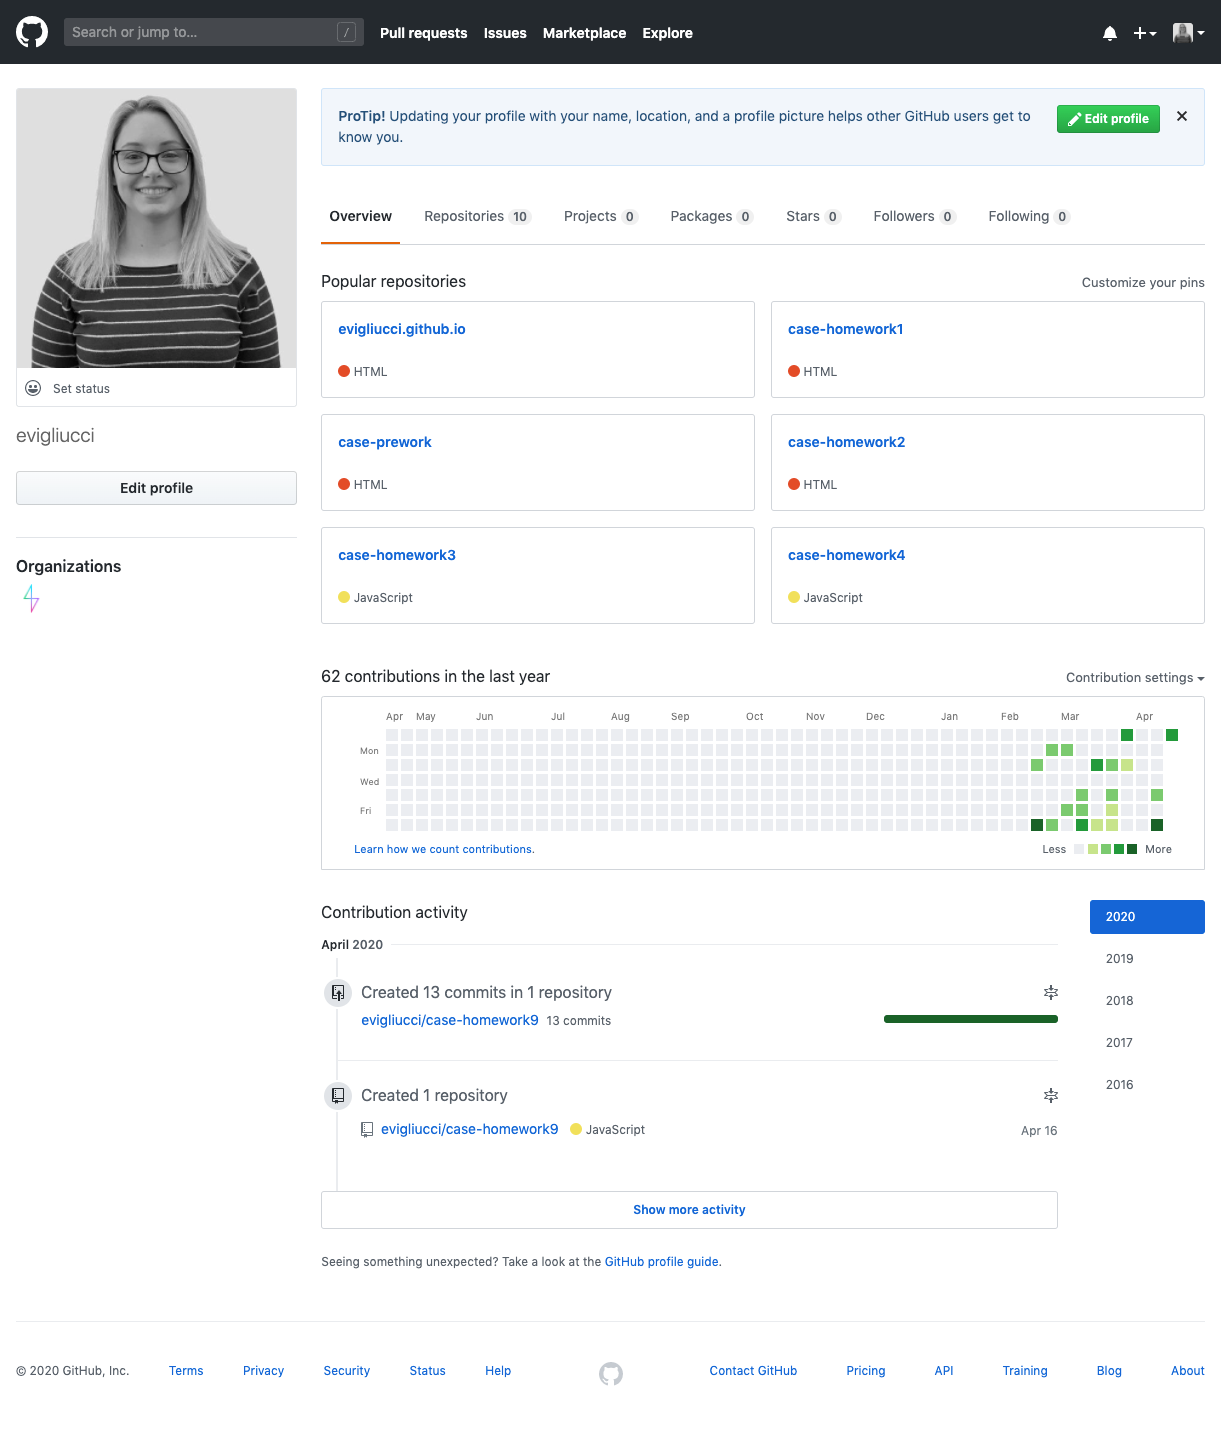 Search or jump to...
/
Pull requests
Issues
Marketplace
Explore
ProTip! Updating your profile with your name, location, and a profile picture helps other GitHub users get to
know you.
Edit profile
Overview
Repositories 10
Projects 0
Packages 0
Stars 0
Followers 0
Following 0
Set status
evigliucci
Edit profile
Organizations
Popular repositories
Customize your pins
evigliucci.github.io
HTML
case-homework1
HTML
case-prework
HTML
case-homework2
HTML
case-homework3
JavaScript
case-homework4
JavaScript
62 contributions in the last year
Contribution settings
Apr May Jun Jul Aug Sep Oct Nov Dec Jan Feb Mar Apr
Mon
Wed
Fri
Learn how we count contributions.
Less
More
Contribution activity
2020
2019
2018
2017
2016
April 2020
Created 13 commits in 1 repository
evigliucci/case-homework9 13 commits
Created 1 repository
evigliucci/case-homework9 JavaScript Apr 16
Show more activity
Seeing something unexpected? Take a look at the GitHub profile guide.
© 2020 GitHub, Inc.
Terms
Privacy
Security
Status
Help
Contact GitHub
Pricing
API
Training
Blog
About